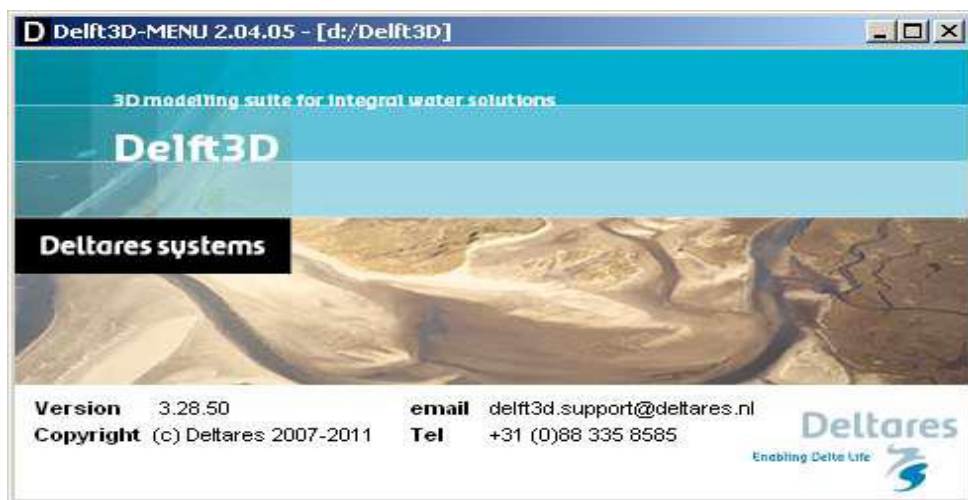 D Delft3D-MENU 2.04.05 - [d:/Delft3D]
3D modelling suite for integral water solutions
Delft3D
Deltares systems
Version 3.28.50 email delft3d.support@deltares.nl
Copyright (c) Deltares 2007-2011 Tel +31 (0)88 335 8585
Deltares
Enabling Delta Life